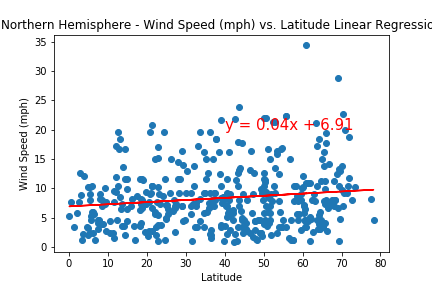 Northern Hemisphere - Wind Speed (mph) vs. Latitude Linear Regressio
35
30
25
20
15
10
5
0
Wind Speed (mph)
y = 0.04x + 6.91
0 10 20 30 40 50 60 70 80
Latitude